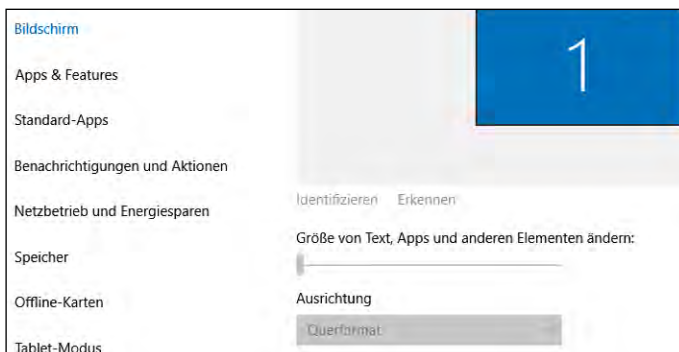 Bildschirm
Apps & Features
Standard-Apps
Benachrichtigungen und Aktionen
Netzbetrieb und Energiesparen
Speicher
Offline-Karten
Tablet-Modus
1
Identifizieren Erkennen
Größe von Text, Apps und anderen Elementen ändern:
Ausrichtung
Querformat